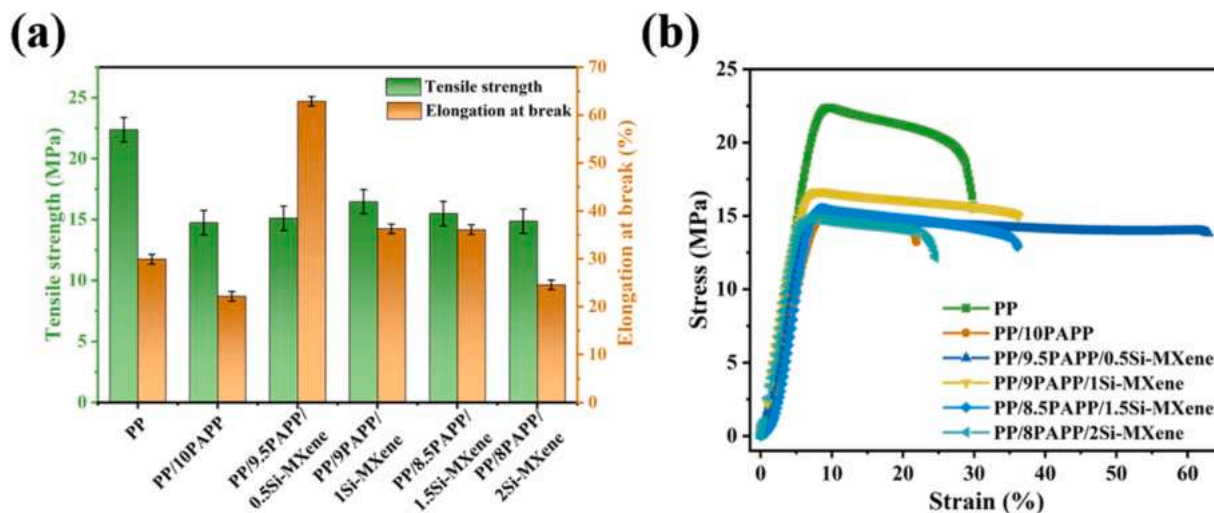 (a)
Tensile strength (MPa)
25
20
15
10
5
0
Tensile strength
Elongation at break
70
60
50
40
30
20
10
0
Elongation at break (%)
PP
PP/10PAPP
PP/9.5PAPP/
0.5Si-MXene
PP/9PAPP/
1Si-MXene
PP/8.5PAPP/
1.5Si-MXene
PP/8PAPP/
2Si-MXene
(b)
Stress (MPa)
25
20
15
10
5
0
PP
PP/10PAPP
PP/9.5PAPP/0.5Si-MXene
PP/9PAPP/1Si-MXene
PP/8.5PAPP/1.5Si-MXene
PP/8PAPP/2Si-MXene
0 10 20 30 40 50 60
Strain (%)